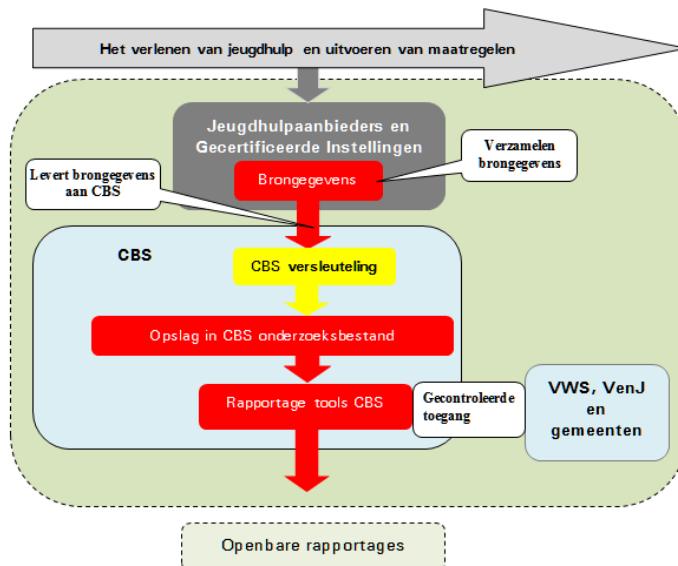 Het verlenen van jeugdhulp en uitvoeren van maatregelen
Jeugdhulpaanbieders en
Gecertificeerde Instellingen
Verzamelen
brongegevens
Levert brongegevens
aan CBS
Brongegevens
CBS
CBS versleuteling
Opslag in CBS onderzoeksbestand
Rapportage tools CBS
Gecontroleerde
toegang
VWS, VenJ
en
gemeenten
Openbare rapportages